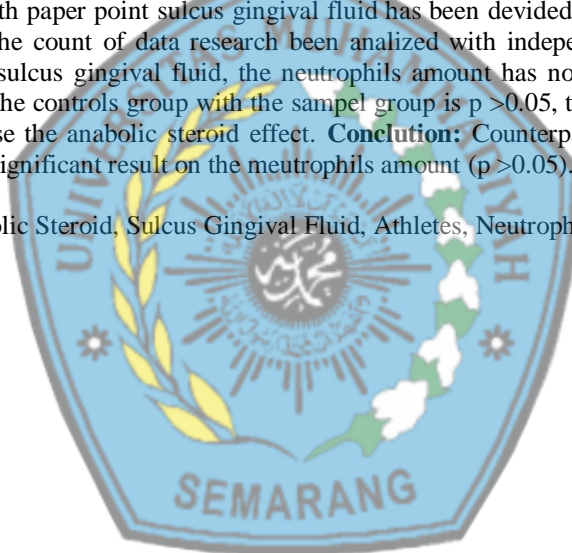 th paper point sulcus gingival fluid has been devided
he count of data research been analized with indepe
sulcus gingival fluid, the neutrophils amount has no
he controls group with the sampel group is p >0.05, t
se the anabolic steroid effect. Conclution: Counterp
ignificant result on the meutrophils amount (p >0.05).
olic Steroid, Sulcus Gingival Fluid, Athletes, Neutroph
SEMARANG